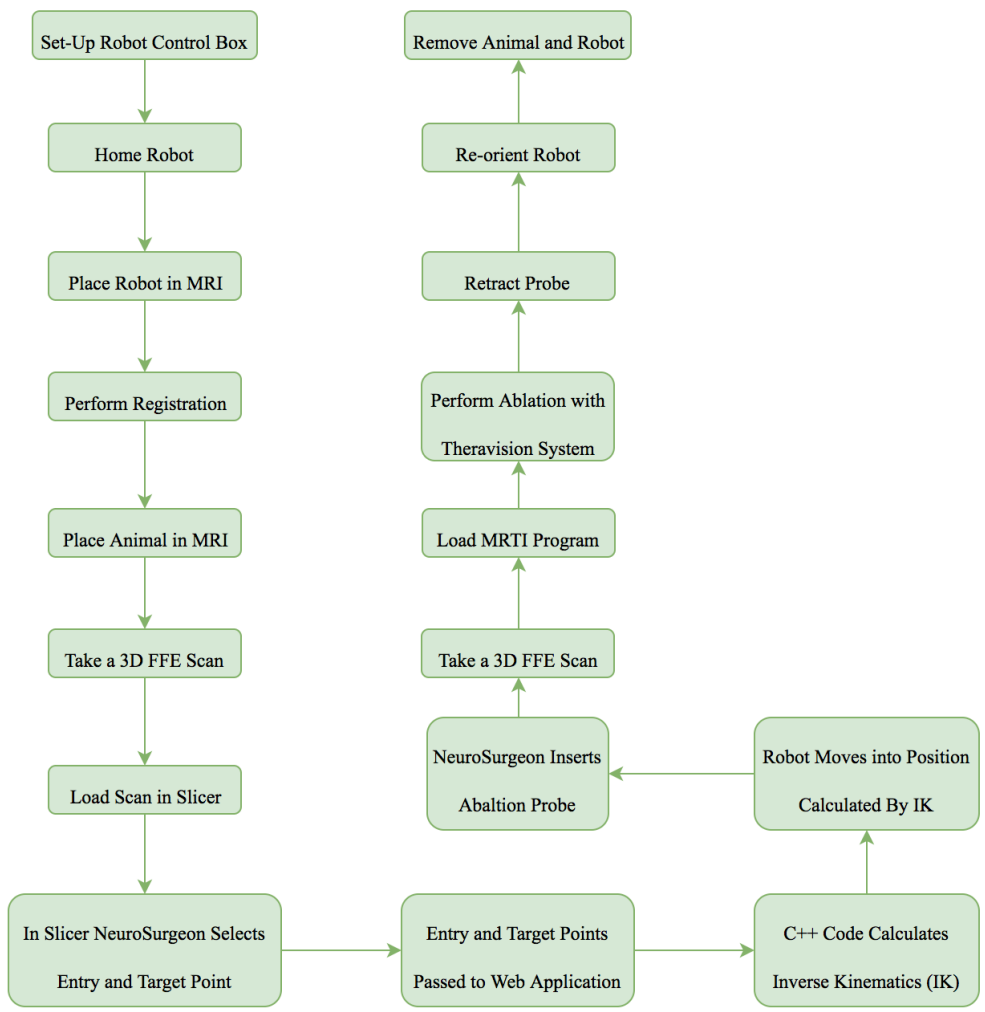 Set-Up Robot Control Box
Home Robot
Place Robot in MRI
Perform Registration
Place Animal in MRI
Take a 3D FFE Scan
Load Scan in Slicer
In Slicer NeuroSurgeon Selects
Entry and Target Point
Entry and Target Points
Passed to Web Application
C++ Code Calculates
Inverse Kinematics (IK)
Robot Moves into Position
Calculated By IK
NeuroSurgeon Inserts
Abaltion Probe
Take a 3D FFE Scan
Load MRTI Program
Perform Ablation with
Theravision System
Retract Probe
Re-orient Robot
Remove Animal and Robot